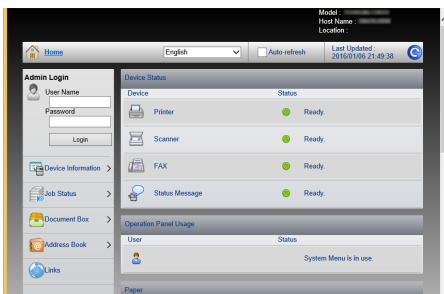 Model :
Host Name :
Location :
Home
English
Auto-refresh
Last Updated :
2016/01/06 21:49:38
Admin Login
User Name
Password
Login
Device Information
Job Status
Document Box
Address Book
Links
Device Status
Device Status
Printer Ready.
Scanner Ready.
FAX Ready.
Status Message Ready.
Operation Panel Usage
User Status
System Menu is in use.
Paper